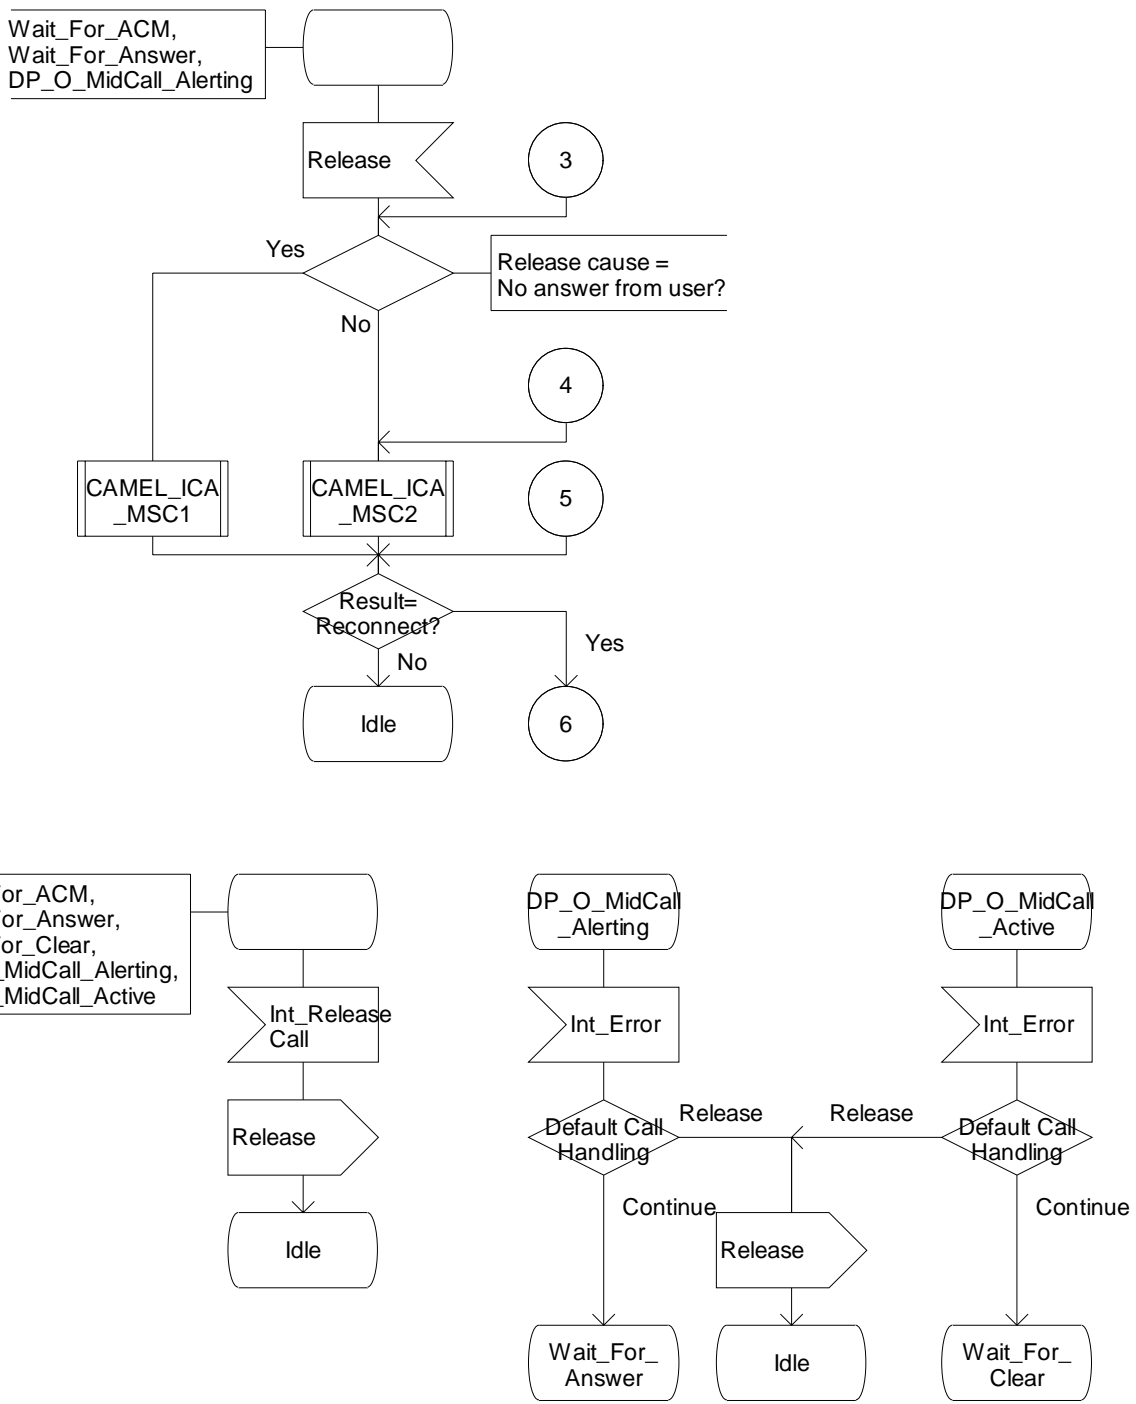 Wait_For_ACM,
Wait_For_Answer,
DP_O_MidCall_Alerting
Release
3
Yes
Release cause =
No answer from user?
No
4
CAMEL_ICA
_MSC1
CAMEL_ICA
_MSC2
5
Result=
Reconnect?
Yes
No
Idle
6
or_ACM,
or_Answer,
or_Clear,
_MidCall_Alerting,
_MidCall_Active
Int_Release
Call
Release
Idle
DP_O_MidCall
_Alerting
Int_Error
Default Call
Handling
Release
Continue
DP_O_MidCall
_Active
Int_Error
Default Call
Handling
Release
Continue
Release
Wait_For_
Answer
Idle
Wait_For_
Clear